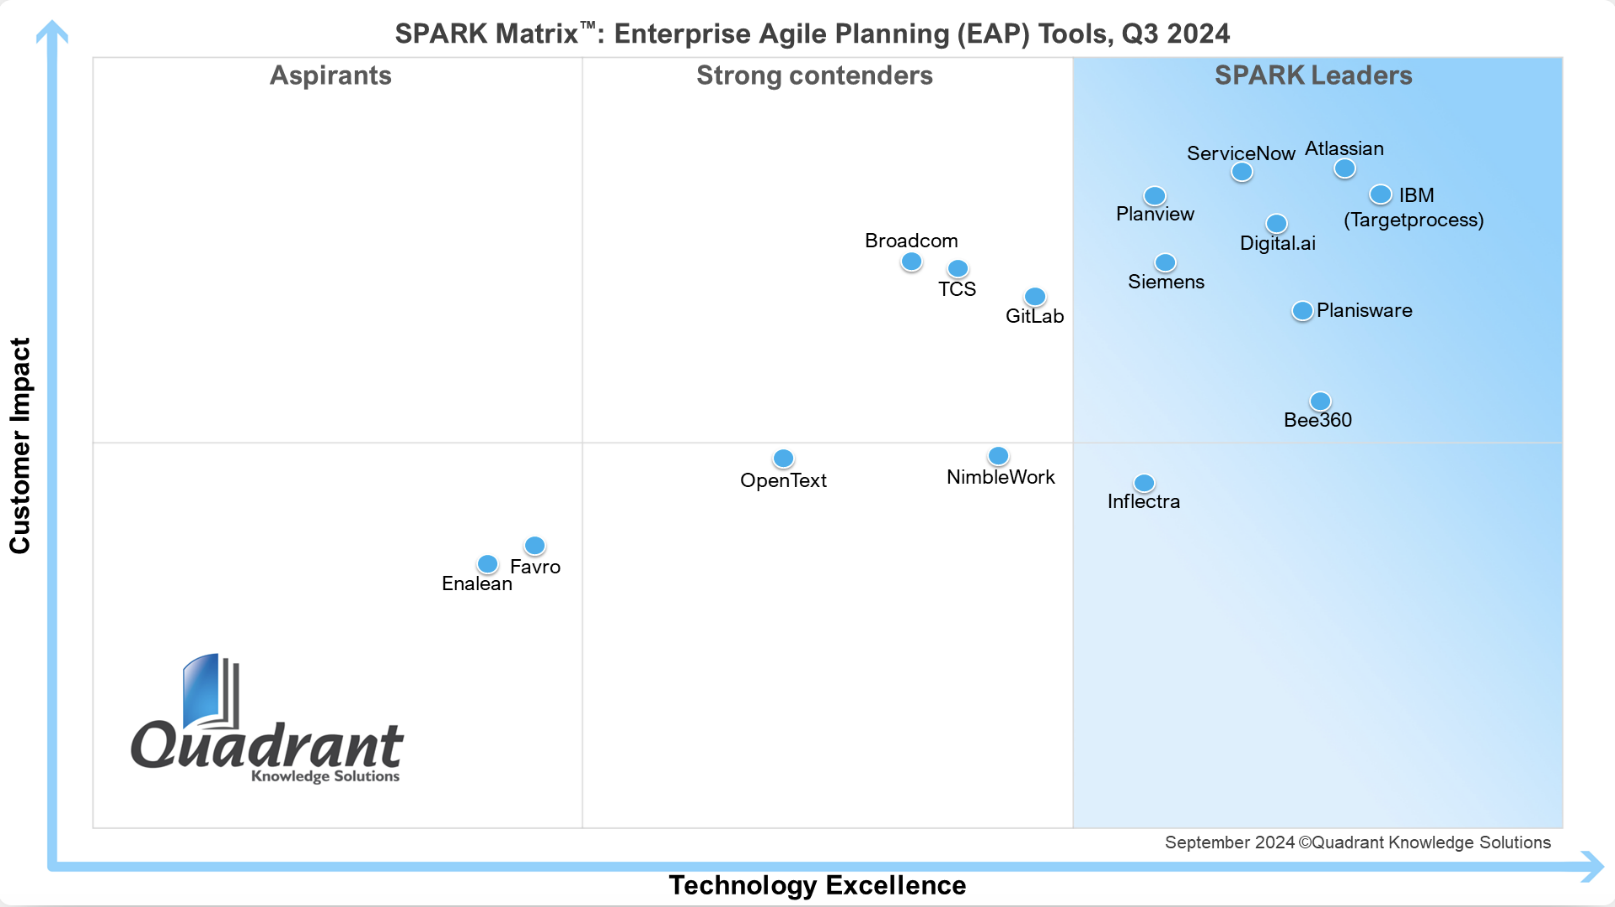 SPARK Matrix™: Enterprise Agile Planning (EAP) Tools, Q3 2024
Aspirants
Strong contenders
SPARK Leaders
ServiceNow
Atlassian
IBM
(Targetprocess)
Planview
Digital.ai
Broadcom
TCS
Siemens
GitLab
Planisware
Bee360
OpenText
NimbleWork
Inflectra
Favro
Enalean
Customer Impact
Quadrant
Knowledge Solutions
September 2024 ©Quadrant Knowledge Solutions
Technology Excellence